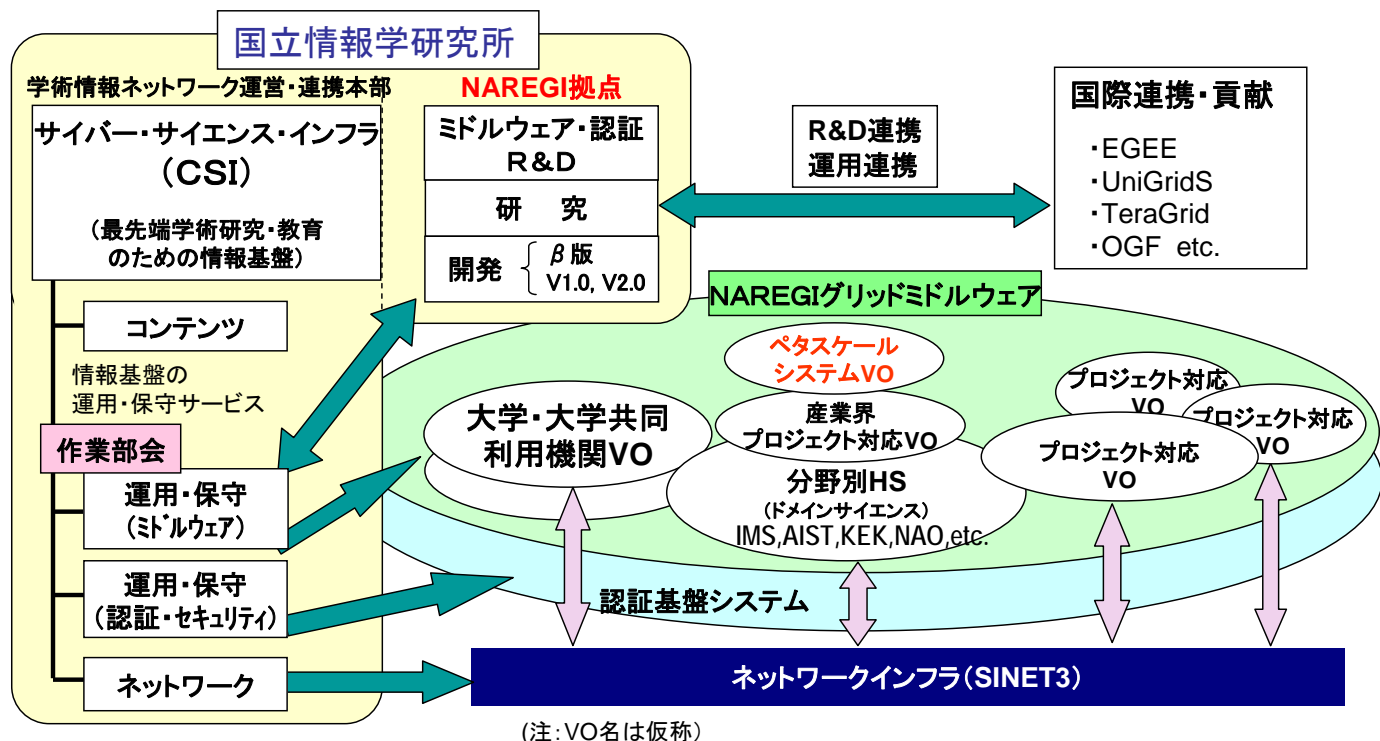 国立情報学研究所
学術情報ネットワーク運営・連携本部
サイバー・サイエンス・インフラ
(CSI)
(最先端学術研究・教育
のための情報基盤)
コンテンツ
情報基盤の
運用・保守サービス
作業部会
運用・保守
(ミドルウェア)
運用・保守
(認証・セキュリティ)
ネットワーク
NAREGI拠点
ミドルウェア・認証
R&D
研 究
開発
β版
V1.0, V2.0
R&D連携
運用連携
国際連携・貢献
・EGEE
・UniGridS
・TeraGrid
・OGF etc.
NAREGIグリッドミドルウェア
ペタスケール
システムVO
大学・大学共同
利用機関VO
産業界
プロジェクト対応VO
分野別HS
(ドメインサイエンス)
IMS,AIST,KEK,NAO,etc.
プロジェクト対応
VO
プロジェクト対応
VO
プロジェクト対応
VO
認証基盤システム
ネットワークインフラ(SINET3)
(注:VO名は仮称)